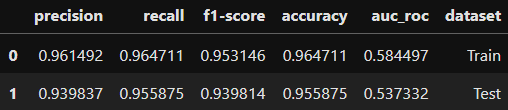 precision recall f1-score accuracy auc_roc dataset
0 0.961492 0.964711 0.953146 0.964711 0.584497 Train
1 0.939837 0.955875 0.939814 0.955875 0.537332 Test